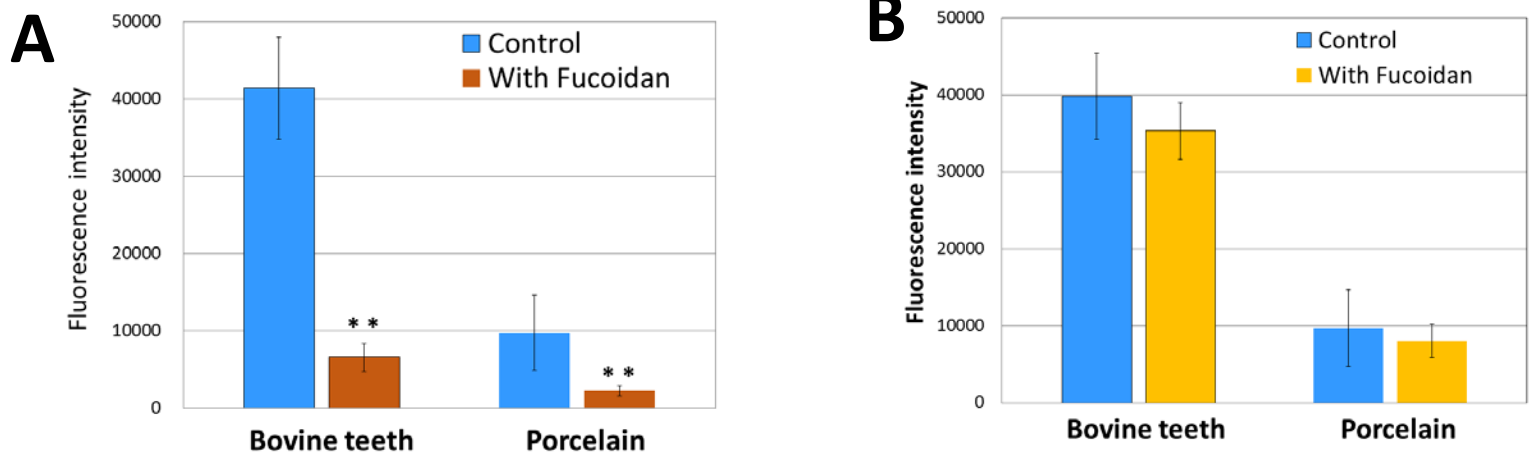 A
Fluorescence intensity
50000
40000
30000
20000
10000
0
Control
With Fucoidan
* *
* *
Bovine teeth
Porcelain
B
Fluorescence intensity
50000
40000
30000
20000
10000
0
Control
With Fucoidan
Bovine teeth
Porcelain